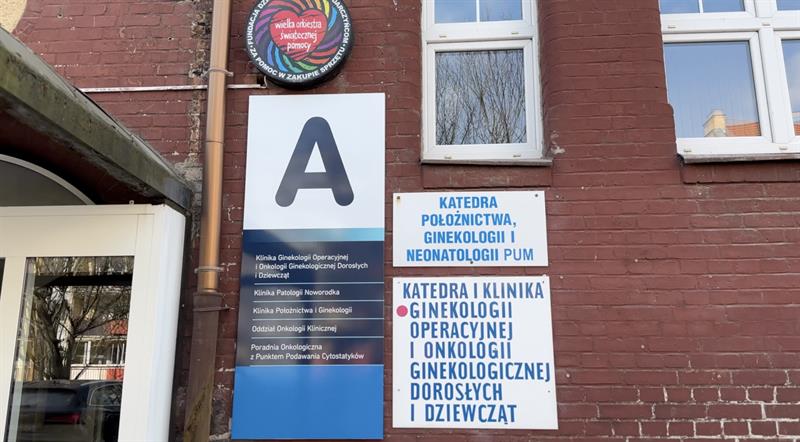 FUNDACJA
wielka orkiestra
świątecznej
pomocy
ZA POMOC W ZAKUPIE SPRZĘTU
A
Klinika Ginekologii Operacyjnej
i Onkologii Ginekologicznej Dorosłych
i Dziewcząt
Klinika Patologii Noworodka
Klinika Położnictwa i Ginekologii
Oddział Onkologii Klinicznej
Poradnia Onkologiczna
z Punktem Podawania Cytostatyków
KATEDRA
POŁOŻNICTWA,
GINEKOLOGII I
NEONATOLOGII PUM
KATEDRA I KLINIKA
GINEKOLOGII
OPERACYJNEJ
I ONKOLOGII
GINEKOLOGICZNEJ
DOROSŁYCH
I DZIEWCZĄT